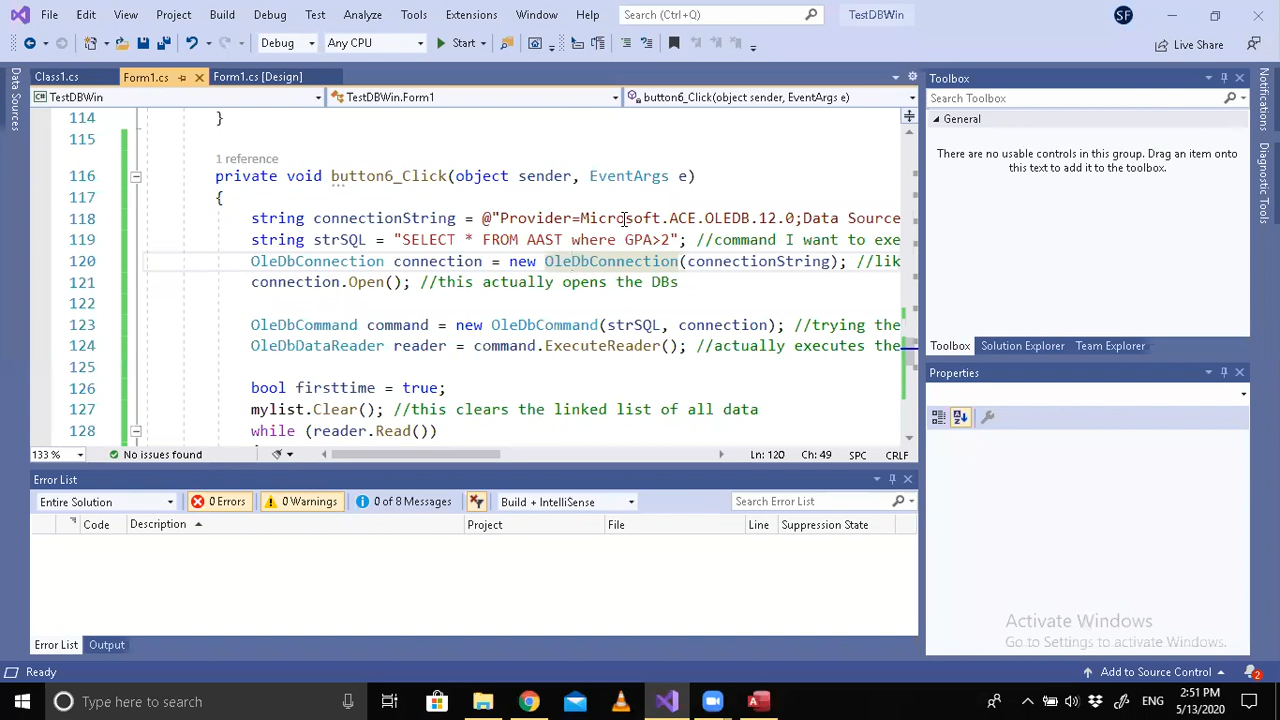 File Edit View Project Build Debug Test Analyze Tools Extensions Window Help Search (Ctrl+Q) TestDBWin SF
Debug Any CPU Start Live Share
Data Sources
Class1.cs Form1.cs Form1.cs [Design]
TestDBWin TestDBWin.Form1 button6_Click(object sender, EventArgs e)
114 }
115
1 reference
116 private void button6_Click(object sender, EventArgs e)
117 {
118 string connectionString = @"Provider=Microsoft.ACE.OLEDB.12.0;Data Source
119 string strSQL = "SELECT * FROM AAST where GPA>2"; //command I want to exe
120 OleDbConnection connection = new OleDbConnection(connectionString); //lik
121 connection.Open(); //this actually opens the DBs
122
123 OleDbCommand command = new OleDbCommand(strSQL, connection); //trying the
124 OleDbDataReader reader = command.ExecuteReader(); //actually executes the
125
126 bool firsttime = true;
127 mylist.Clear(); //this clears the linked list of all data
128 while (reader.Read())
133 % No issues found Ln: 120 Ch: 49 SPC CRLF
Toolbox
Search Toolbox
General
There are no usable controls in this group. Drag an item onto
this text to add it to the toolbox.
Toolbox Solution Explorer Team Explorer
Properties
Notifications
Diagnostic Tools
Error List
Entire Solution 0 Errors 0 Warnings 0 of 8 Messages Build + IntelliSense Search Error List
Code Description Project File Line Suppression State
Activate Windows
Go to Settings to activate Windows.
Error List Output
Ready Add to Source Control 2
Type here to search ENG 2:51 PM
5/13/2020